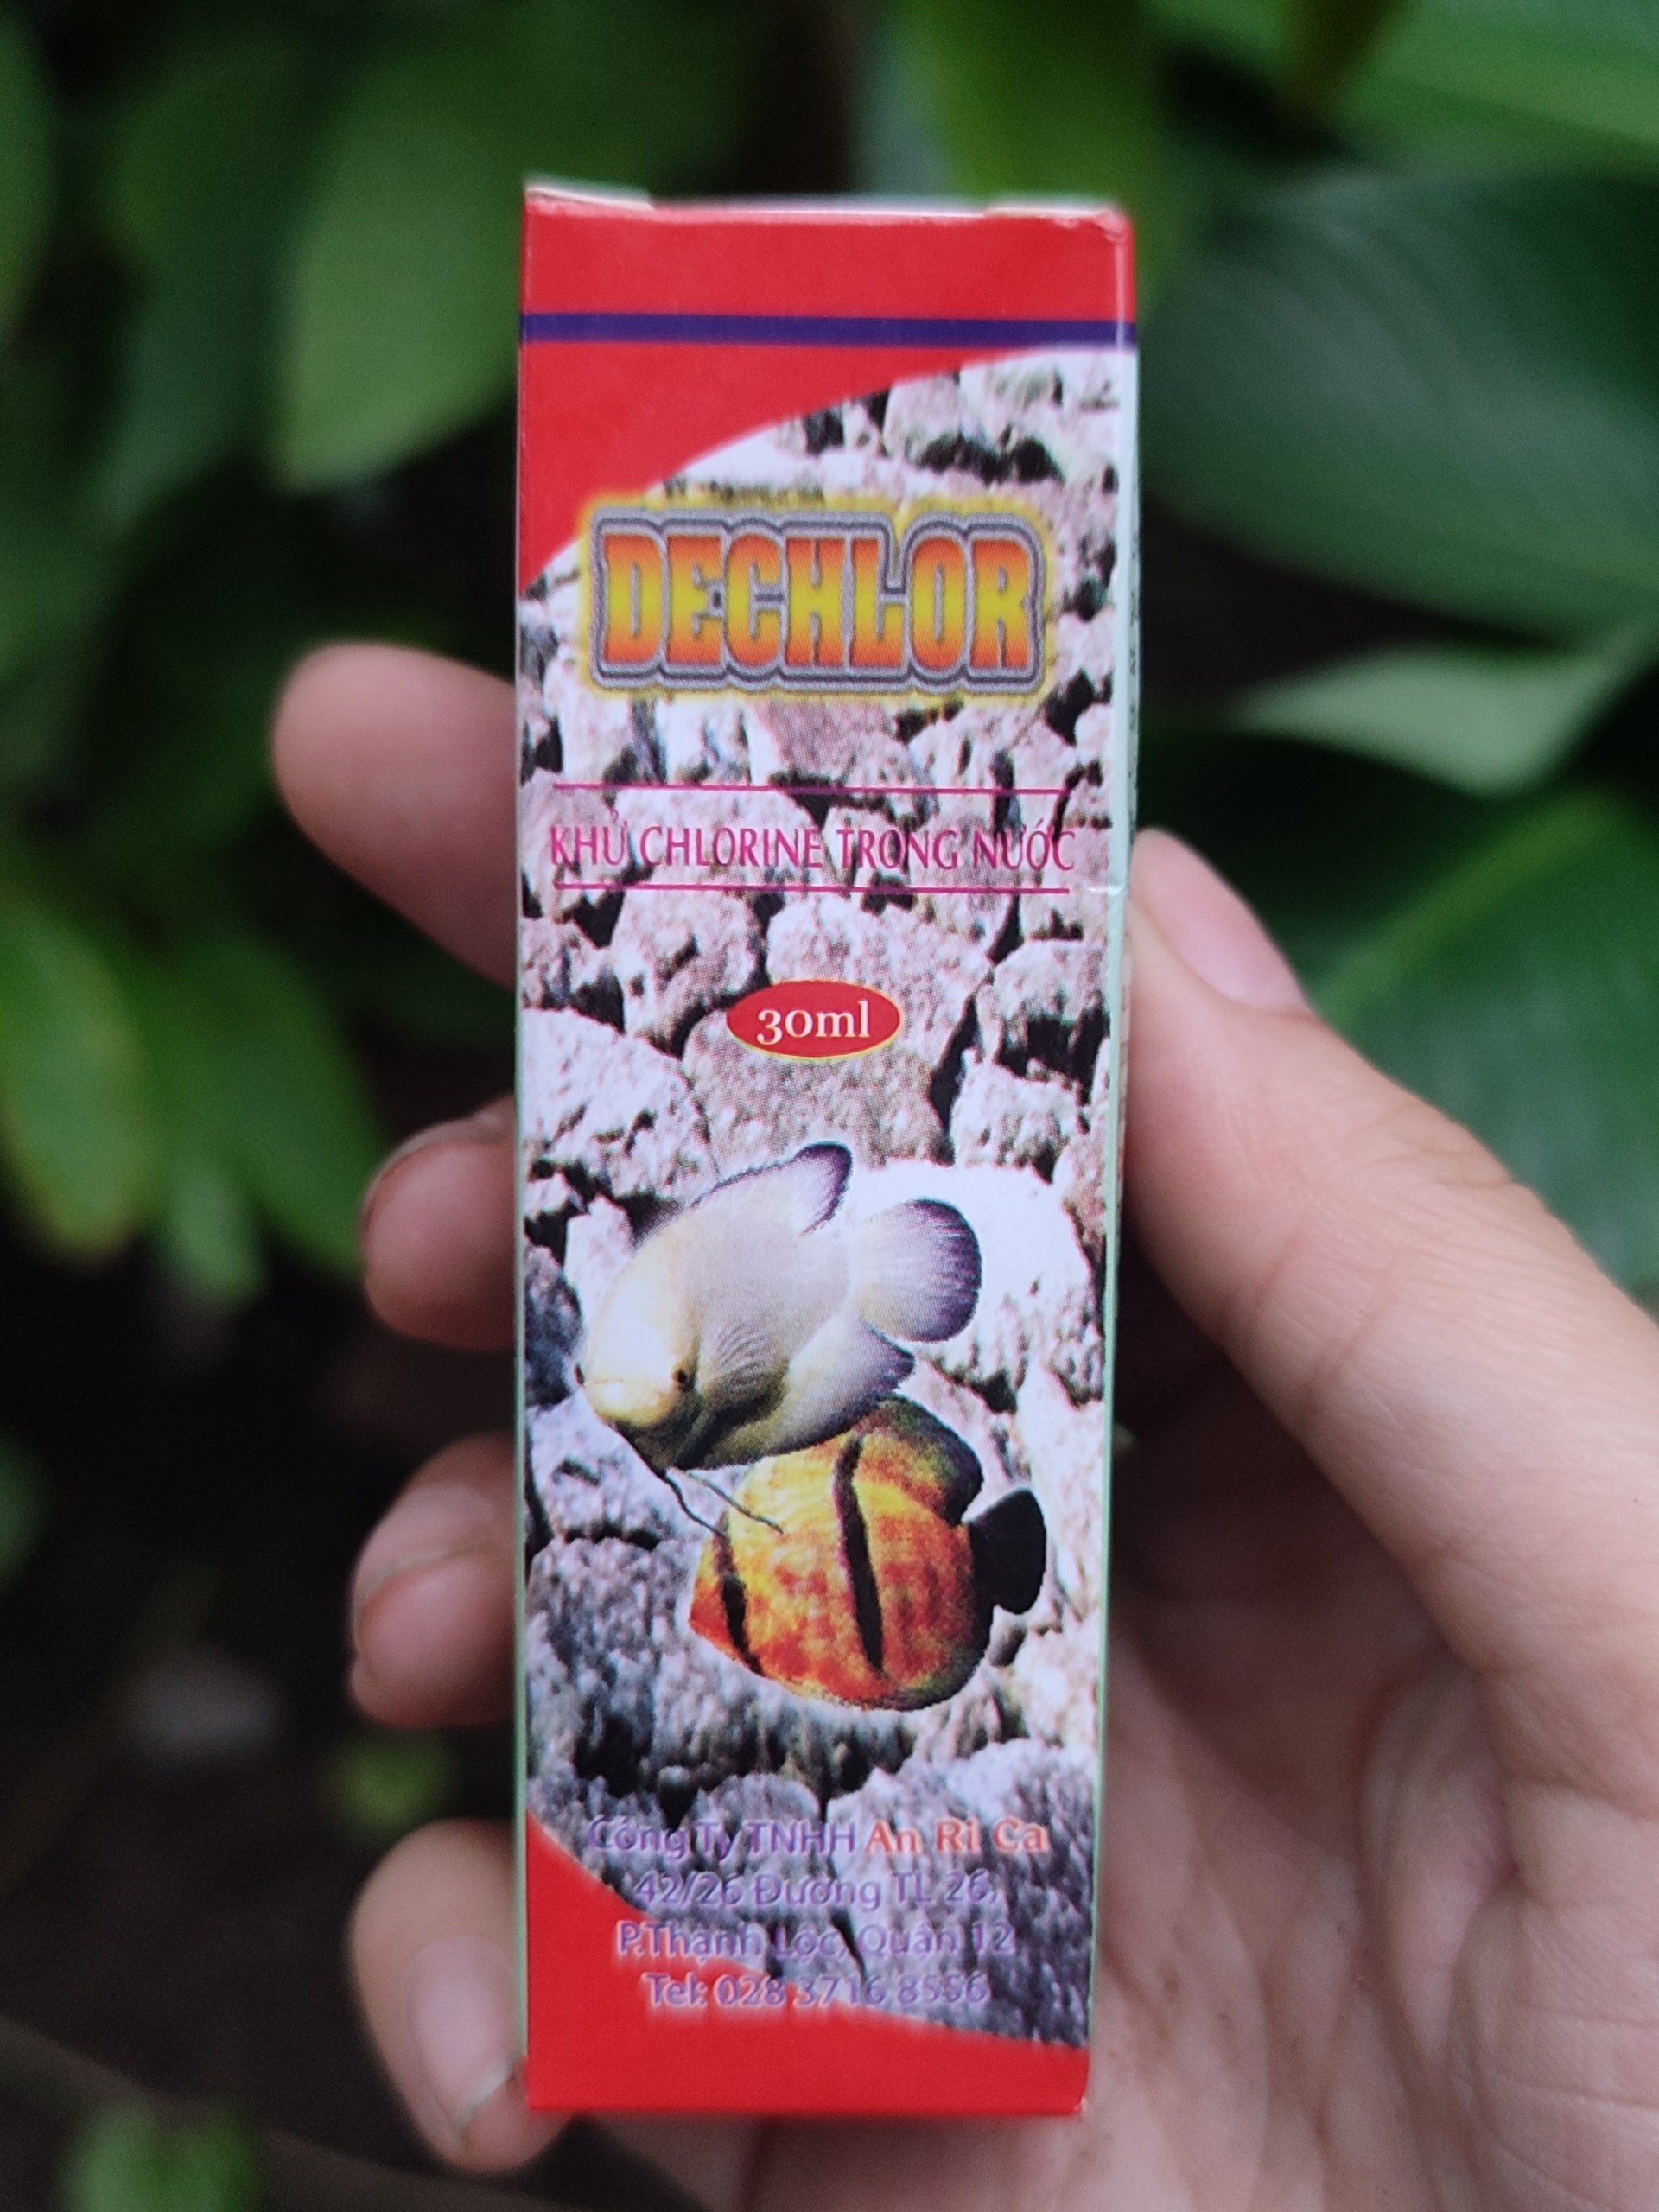 DECHLOR
KHỬ CHLORINE TRONG NƯỚC
30ml
Công Ty TNHH An Ri Ca
42/26 Đường TL 26,
P.Thạnh Lộc, Quận 12
Tel: 028 3716 8556